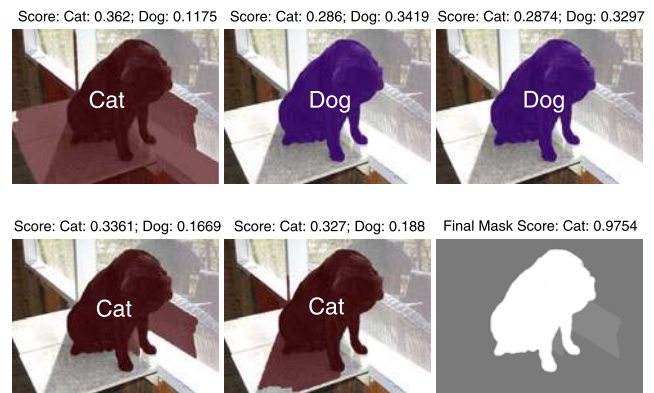 Score: Cat: 0.362; Dog: 0.1175
Score: Cat: 0.286; Dog: 0.3419
Score: Cat: 0.2874; Dog: 0.3297
Cat
Dog
Dog
Score: Cat: 0.3361; Dog: 0.1669
Score: Cat: 0.327; Dog: 0.188
Final Mask Score: Cat: 0.9754
Cat
Cat